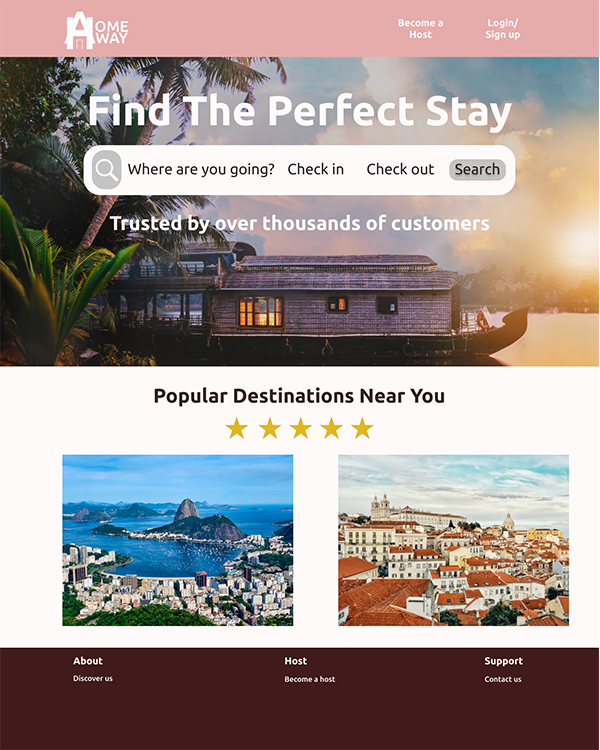 HOME
AWAY
Become a
Host
Login/
Sign up
Find The Perfect Stay
Where are you going? Check in Check out Search
Trusted by over thousands of customers
Popular Destinations Near You
About Host Support
Discover us Become a host Contact us